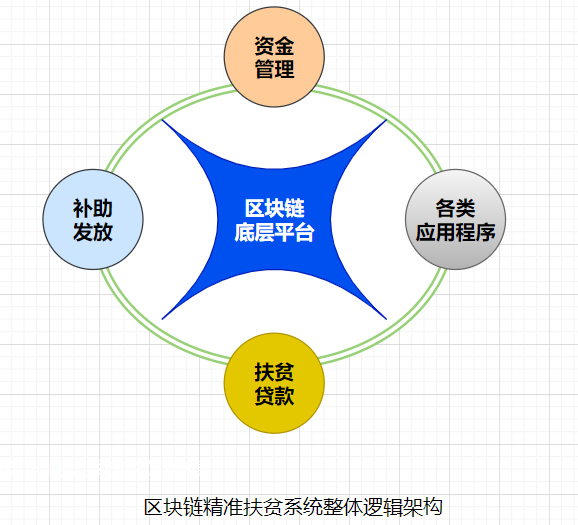 资金
管理
补助
发放
区块链
底层平台
各类
应用程序
扶贫
贷款
区块链精准扶贫系统整体逻辑架构